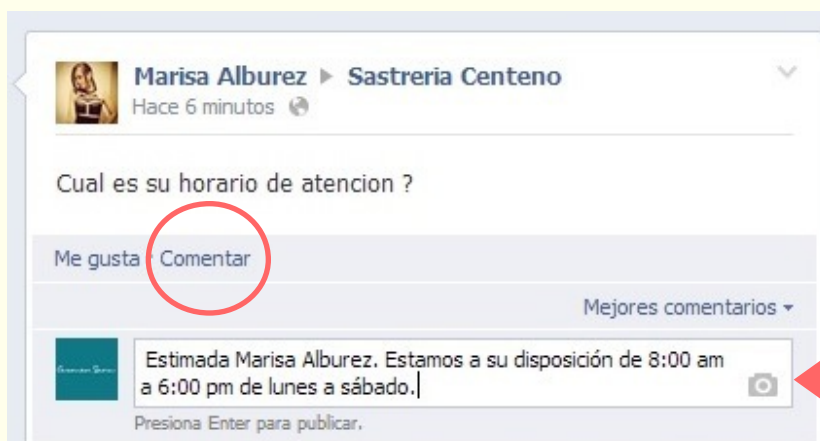 Marisa Alburez ▶ Sastreria Centeno
Hace 6 minutos
Cual es su horario de atencion ?
Me gusta · Comentar
Mejores comentarios
Estimada Marisa Alburez. Estamos a su disposición de 8:00 am
a 6:00 pm de lunes a sábado.
Presiona Enter para publicar.